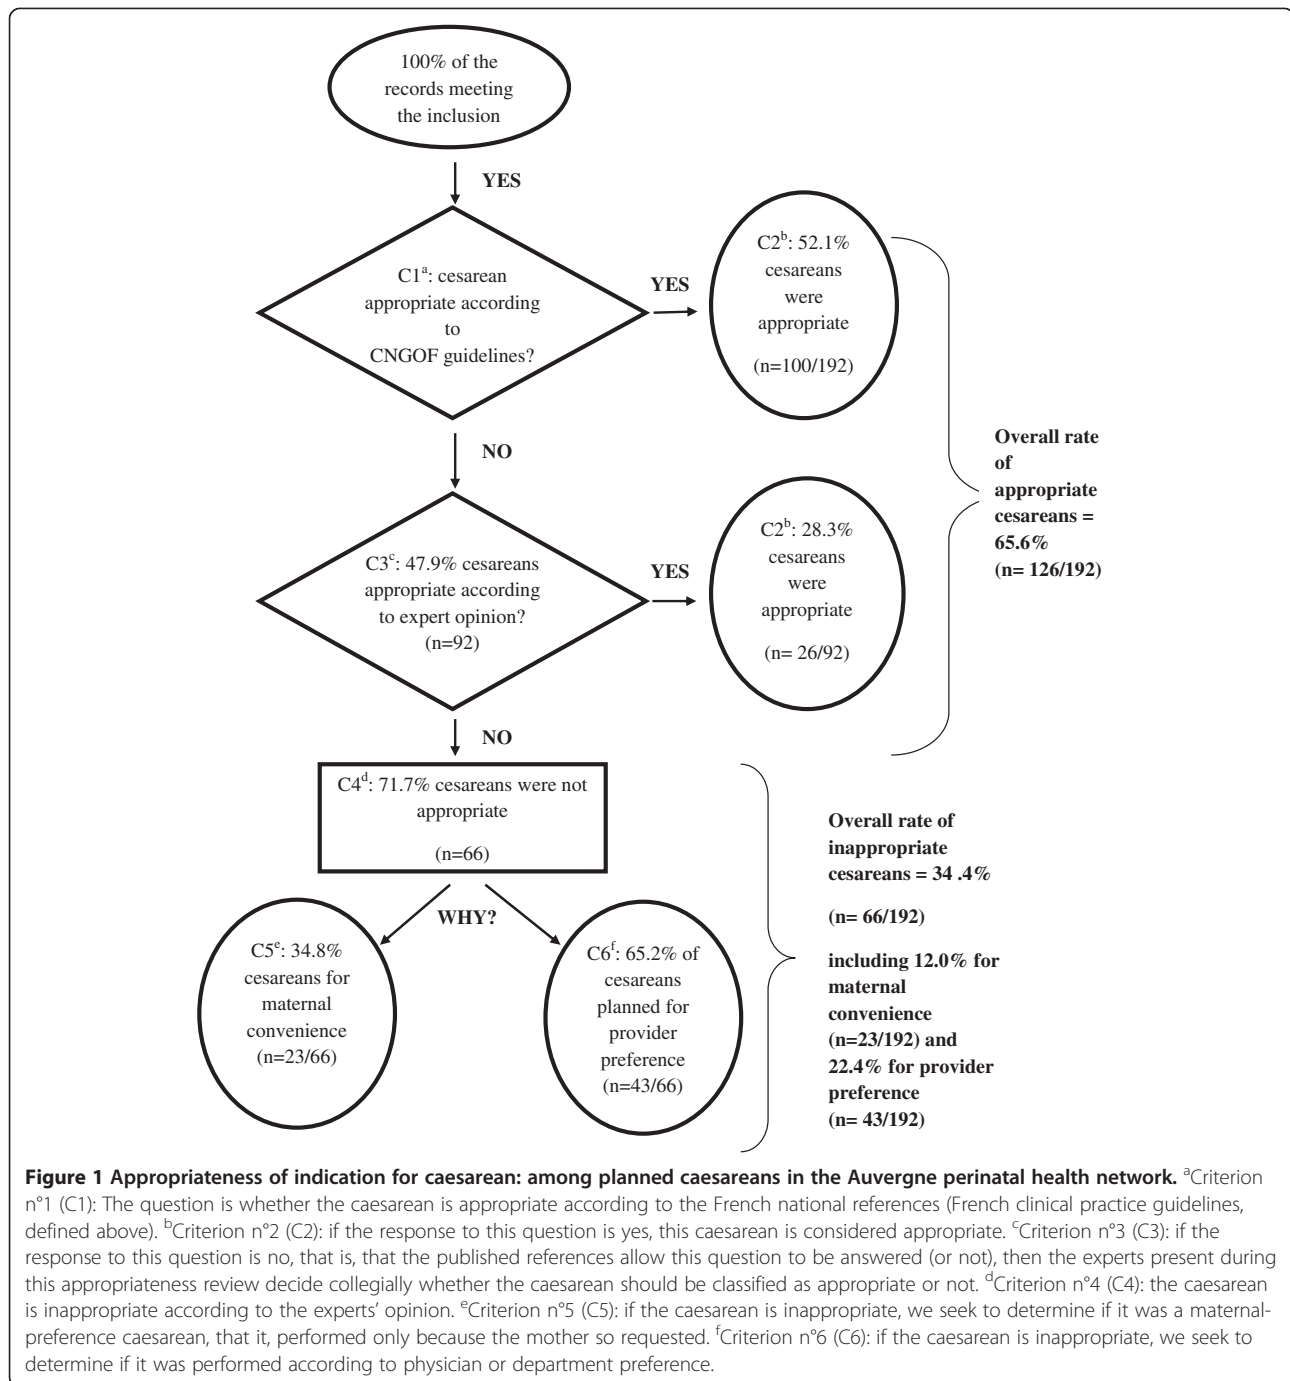 100% of the
records meeting
the inclusion
YES
C1a: cesarean
appropriate according
to
CNGOF guidelines?
YES
C2b: 52.1%
cesareans
were
appropriate
(n=100/192)
NO
C3c: 47.9% cesareans
appropriate according
to expert opinion?
(n=92)
YES
C2b: 28.3%
cesareans
were
appropriate
(n= 26/92)
Overall rate
of
appropriate
cesareans =
65.6%
(n= 126/192)
NO
C4d: 71.7% cesareans were not
appropriate
(n=66)
WHY?
C5e: 34.8%
cesareans for
maternal
convenience
(n=23/66)
C6f: 65.2% of
cesareans
planned for
provider
preference
(n=43/66)
Overall rate of
inappropriate
cesareans = 34 .4%
(n= 66/192)
including 12.0% for
maternal
convenience
(n=23/192) and
22.4% for provider
preference
(n= 43/192)
Figure 1 Appropriateness of indication for caesarean: among planned caesareans in the Auvergne perinatal health network. aCriterion
n°1 (C1): The question is whether the caesarean is appropriate according to the French national references (French clinical practice guidelines,
defined above). bCriterion n°2 (C2): if the response to this question is yes, this caesarean is considered appropriate. cCriterion n°3 (C3): if the
response to this question is no, that is, that the published references allow this question to be answered (or not), then the experts present during
this appropriateness review decide collegially whether the caesarean should be classified as appropriate or not. dCriterion n°4 (C4): the caesarean
is inappropriate according to the experts' opinion. eCriterion n°5 (C5): if the caesarean is inappropriate, we seek to determine if it was a maternal-
preference caesarean, that it, performed only because the mother so requested. fCriterion n°6 (C6): if the caesarean is inappropriate, we seek to
determine if it was performed according to physician or department preference.